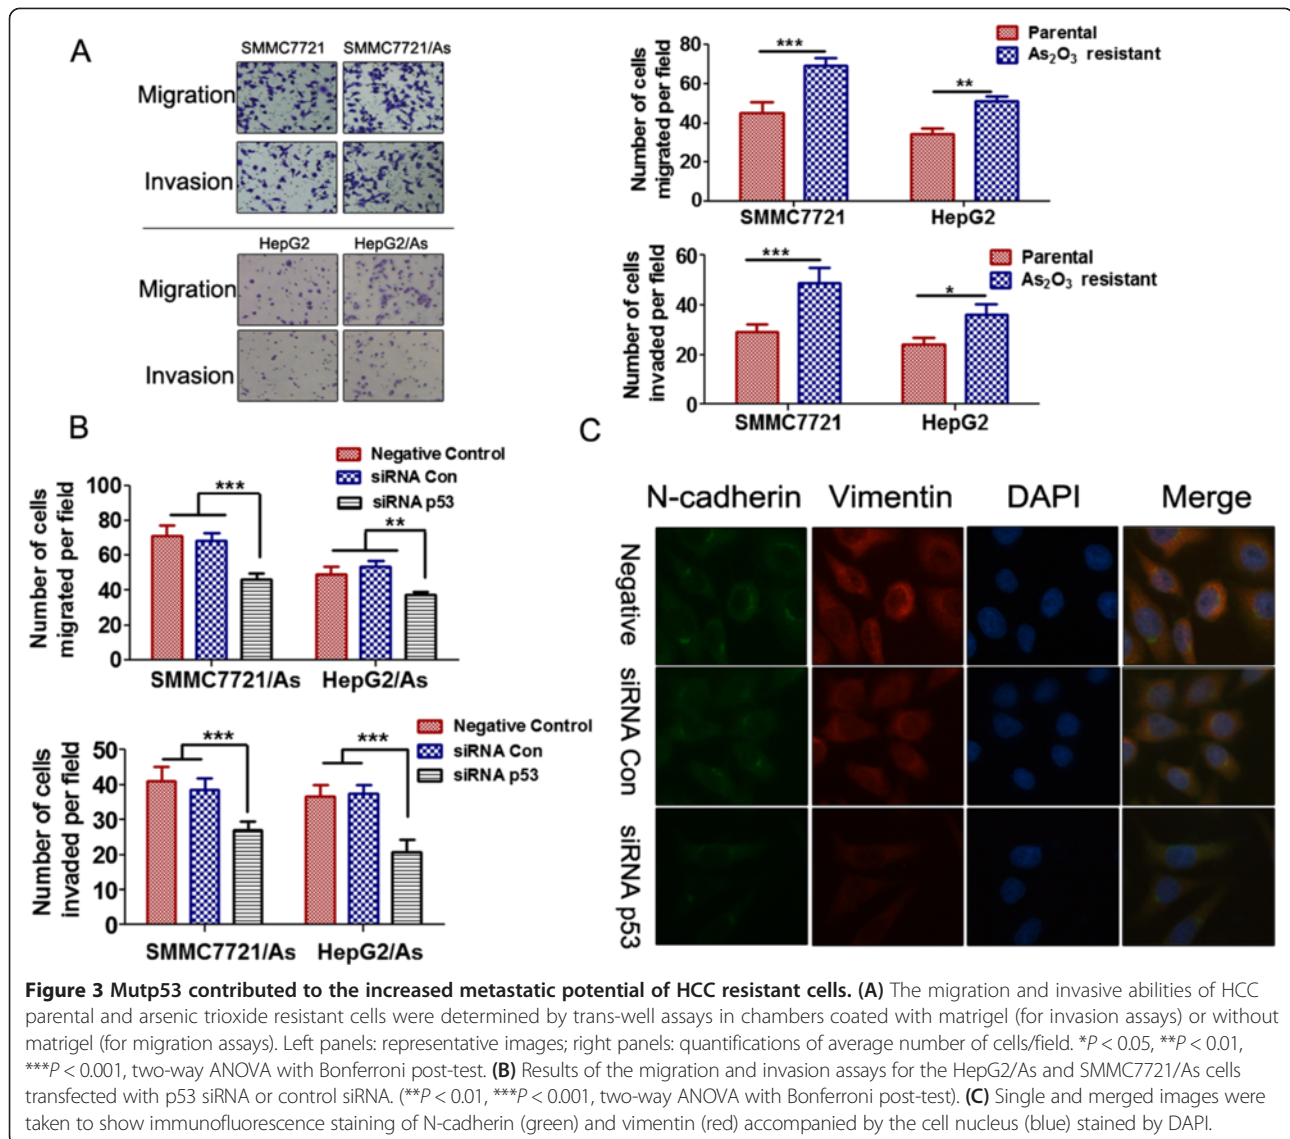 A
SMMC7721 SMMC7721/As
Migration
Invasion
HepG2 HepG2/As
Migration
Invasion
Parental
As2O3 resistant
Number of cells
migrated per field
80
60
40
20
0
***
**
SMMC7721 HepG2
Parental
As2O3 resistant
Number of cells
invaded per field
60
40
20
0
***
*
SMMC7721 HepG2
B
Negative Control
siRNA Con
siRNA p53
Number of cells
migrated per field
100
80
60
40
20
0
***
**
SMMC7721/As HepG2/As
Negative Control
siRNA Con
siRNA p53
Number of cells
invaded per field
50
40
30
20
10
0
***
***
SMMC7721/As HepG2/As
C
N-cadherin Vimentin DAPI Merge
Negative
siRNA Con
siRNA p53
Figure 3 Mutp53 contributed to the increased metastatic potential of HCC resistant cells. (A) The migration and invasive abilities of HCC
parental and arsenic trioxide resistant cells were determined by trans-well assays in chambers coated with matrigel (for invasion assays) or without
matrigel (for migration assays). Left panels: representative images; right panels: quantifications of average number of cells/field. *P < 0.05, **P < 0.01,
***P < 0.001, two-way ANOVA with Bonferroni post-test. (B) Results of the migration and invasion assays for the HepG2/As and SMMC7721/As cells
transfected with p53 siRNA or control siRNA. (**P < 0.01, ***P < 0.001, two-way ANOVA with Bonferroni post-test). (C) Single and merged images were
taken to show immunofluorescence staining of N-cadherin (green) and vimentin (red) accompanied by the cell nucleus (blue) stained by DAPI.